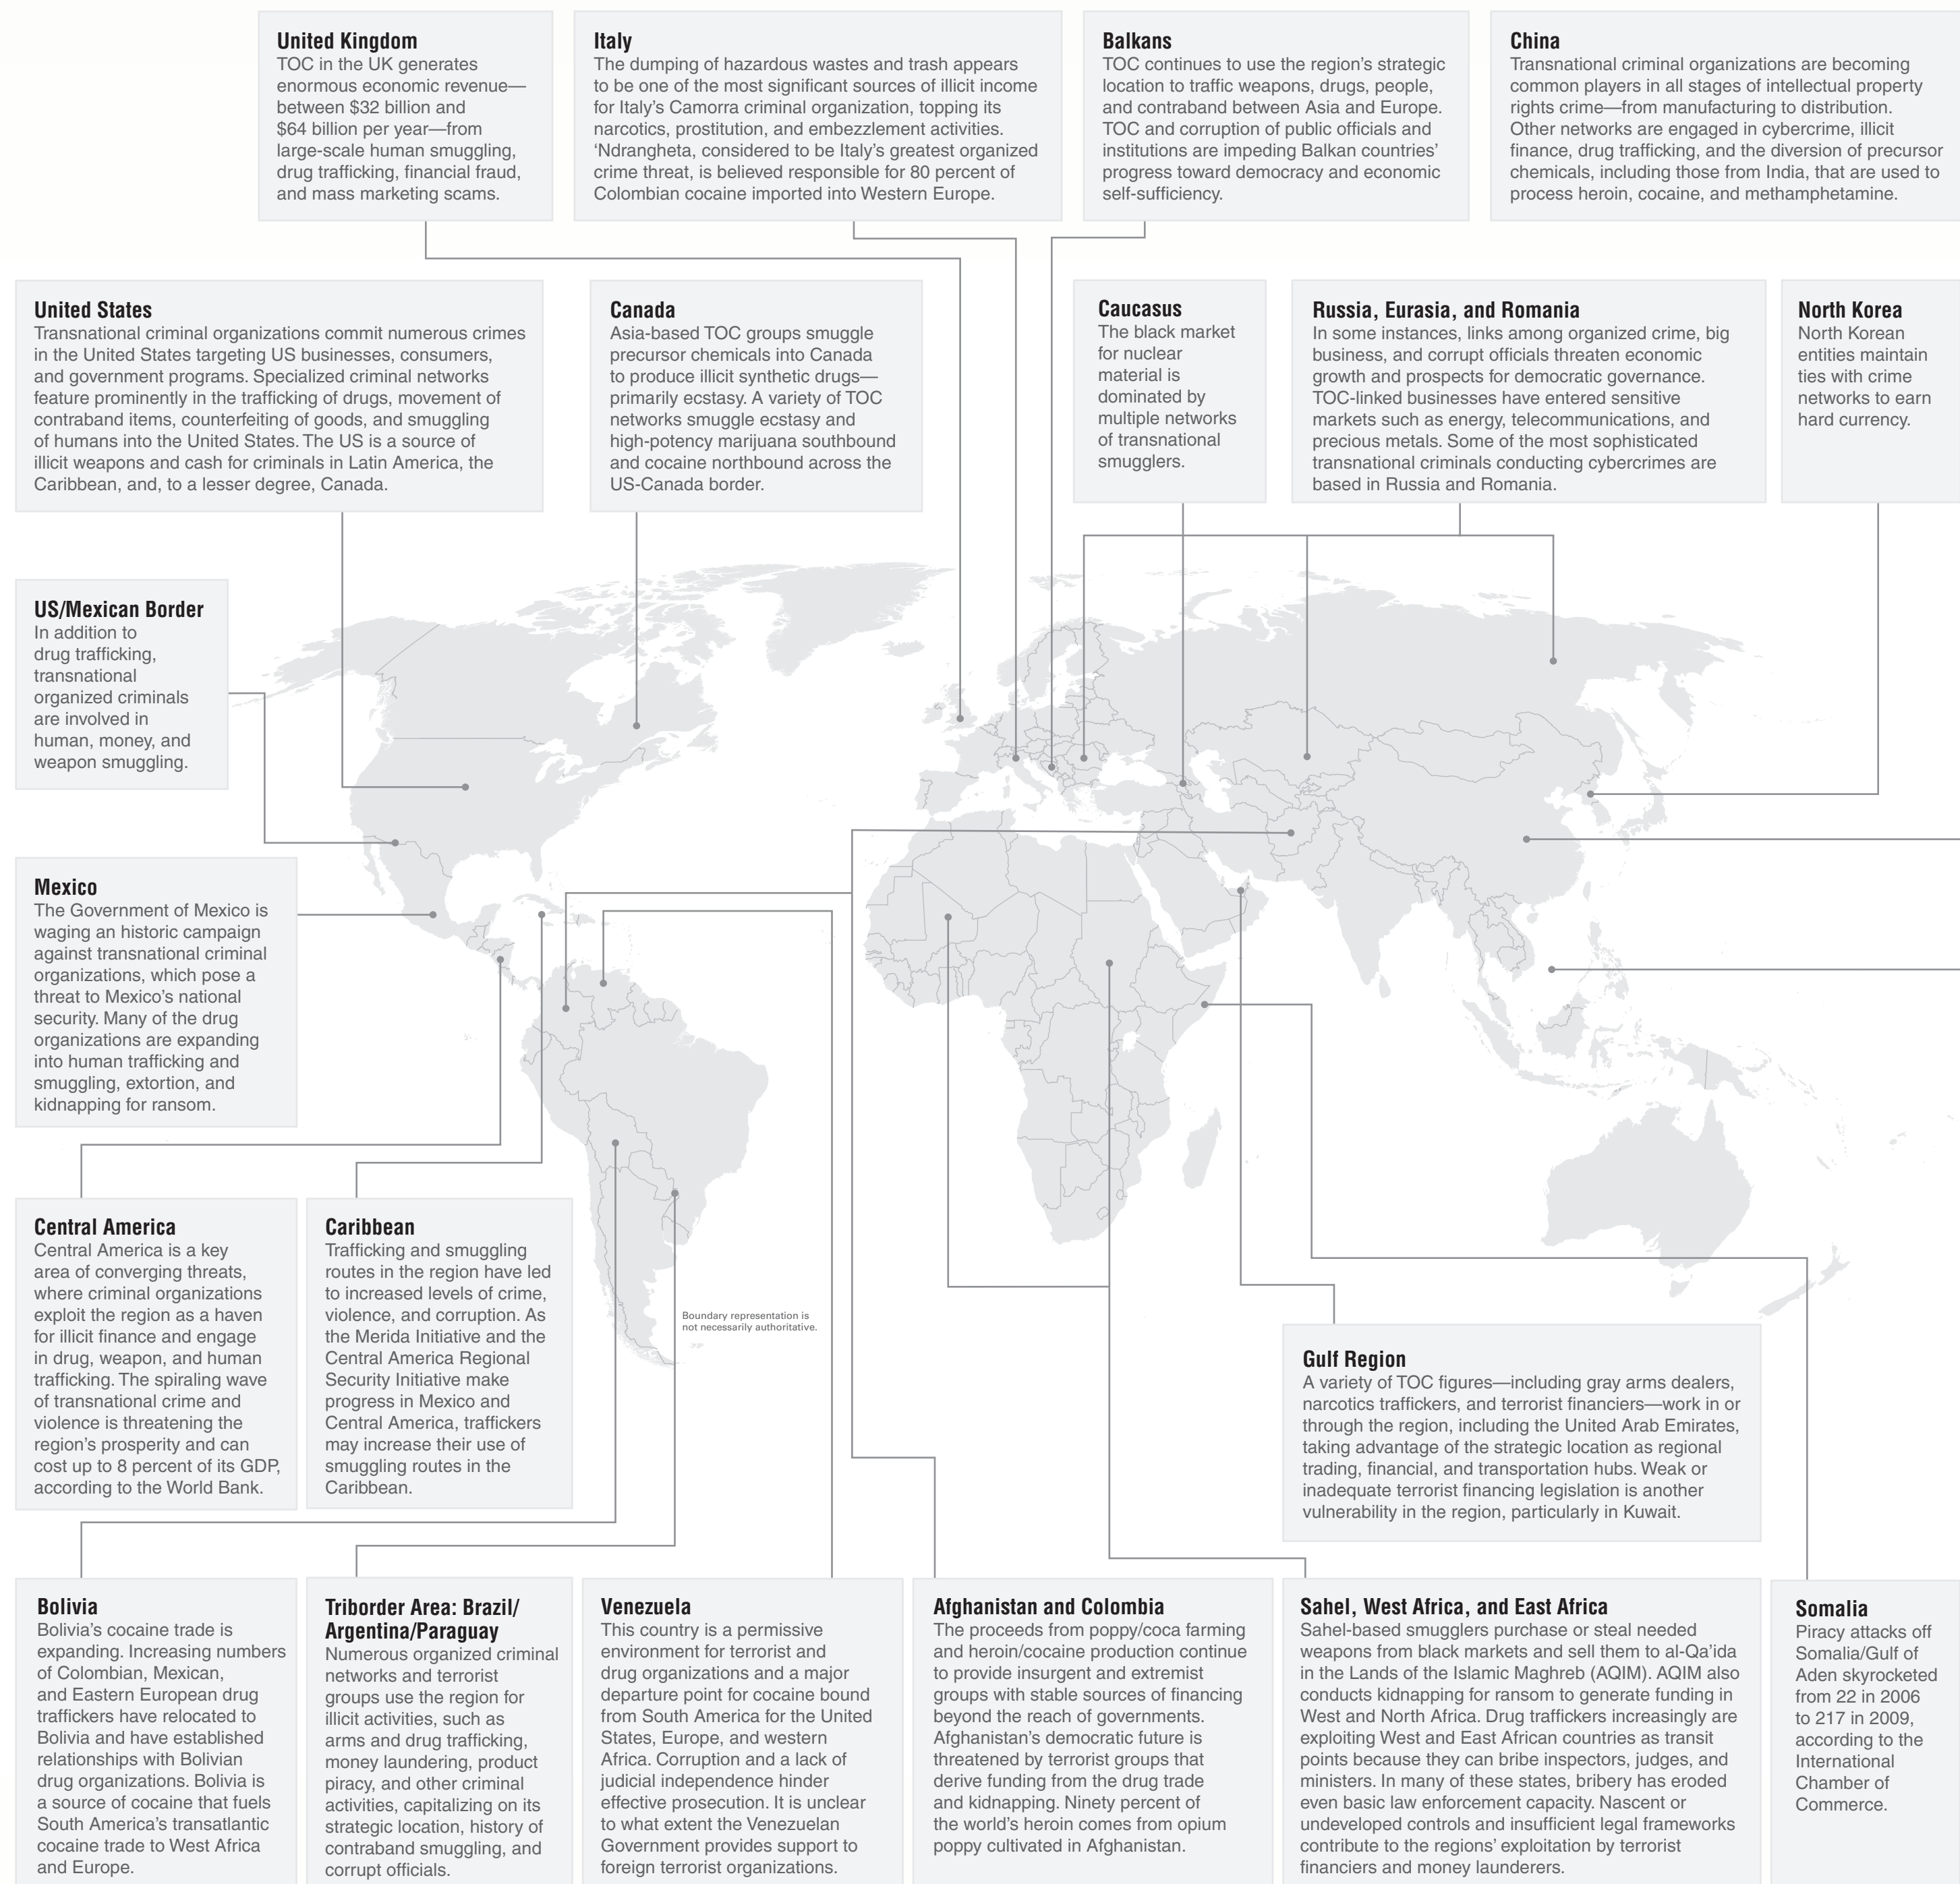 United Kingdom
TOC in the UK generates
enormous economic revenue—
between $32 billion and
$64 billion per year—from
large-scale human smuggling,
drug trafficking, financial fraud,
and mass marketing scams.
Italy
The dumping of hazardous wastes and trash appears
to be one of the most significant sources of illicit income
for Italy’s Camorra criminal organization, topping its
narcotics, prostitution, and embezzlement activities.
‘Ndrangheta, considered to be Italy’s greatest organized
crime threat, is believed responsible for 80 percent of
Colombian cocaine imported into Western Europe.
Balkans
TOC continues to use the region’s strategic
location to traffic weapons, drugs, people,
and contraband between Asia and Europe.
TOC and corruption of public officials and
institutions are impeding Balkan countries’
progress toward democracy and economic
self-sufficiency.
China
Transnational criminal organizations are becoming
common players in all stages of intellectual property
rights crime—from manufacturing to distribution.
Other networks are engaged in cybercrime, illicit
finance, drug trafficking, and the diversion of precursor
chemicals, including those from India, that are used to
process heroin, cocaine, and methamphetamine.
United States
Transnational criminal organizations commit numerous crimes
in the United States targeting US businesses, consumers,
and government programs. Specialized criminal networks
feature prominently in the trafficking of drugs, movement of
contraband items, counterfeiting of goods, and smuggling
of humans into the United States. The US is a source of
illicit weapons and cash for criminals in Latin America, the
Caribbean, and, to a lesser degree, Canada.
Canada
Asia-based TOC groups smuggle
precursor chemicals into Canada
to produce illicit synthetic drugs—
primarily ecstasy. A variety of TOC
networks smuggle ecstasy and
high-potency marijuana southbound
and cocaine northbound across the
US-Canada border.
Caucasus
The black market
for nuclear
material is
dominated by
multiple networks
of transnational
smugglers.
Russia, Eurasia, and Romania
In some instances, links among organized crime, big
business, and corrupt officials threaten economic
growth and prospects for democratic governance.
TOC-linked businesses have entered sensitive
markets such as energy, telecommunications, and
precious metals. Some of the most sophisticated
transnational criminals conducting cybercrimes are
based in Russia and Romania.
North Korea
North Korean
entities maintain
ties with crime
networks to earn
hard currency.
US/Mexican Border
In addition to
drug trafficking,
transnational
organized criminals
are involved in
human, money, and
weapon smuggling.
Mexico
The Government of Mexico is
waging an historic campaign
against transnational criminal
organizations, which pose a
threat to Mexico’s national
security. Many of the drug
organizations are expanding
into human trafficking and
smuggling, extortion, and
kidnapping for ransom.
Central America
Central America is a key
area of converging threats,
where criminal organizations
exploit the region as a haven
for illicit finance and engage
in drug, weapon, and human
trafficking. The spiraling wave
of transnational crime and
violence is threatening the
region’s prosperity and can
cost up to 8 percent of its GDP,
according to the World Bank.
Caribbean
Trafficking and smuggling
routes in the region have led
to increased levels of crime,
violence, and corruption. As
the Merida Initiative and the
Central America Regional
Security Initiative make
progress in Mexico and
Central America, traffickers
may increase their use of
smuggling routes in the
Caribbean.
Boundary representation is
not necessarily authoritative.
Gulf Region
A variety of TOC figures—including gray arms dealers,
narcotics traffickers, and terrorist financiers—work in or
through the region, including the United Arab Emirates,
taking advantage of the strategic location as regional
trading, financial, and transportation hubs. Weak or
inadequate terrorist financing legislation is another
vulnerability in the region, particularly in Kuwait.
Bolivia
Bolivia’s cocaine trade is
expanding. Increasing numbers
of Colombian, Mexican,
and Eastern European drug
traffickers have relocated to
Bolivia and have established
relationships with Bolivian
drug organizations. Bolivia is
a source of cocaine that fuels
South America’s transatlantic
cocaine trade to West Africa
and Europe.
Triborder Area: Brazil/
Argentina/Paraguay
Numerous organized criminal
networks and terrorist
groups use the region for
illicit activities, such as
arms and drug trafficking,
money laundering, product
piracy, and other criminal
activities, capitalizing on its
strategic location, history of
contraband smuggling, and
corrupt officials.
Venezuela
This country is a permissive
environment for terrorist and
drug organizations and a major
departure point for cocaine bound
from South America for the United
States, Europe, and western
Africa. Corruption and a lack of
judicial independence hinder
effective prosecution. It is unclear
to what extent the Venezuelan
Government provides support to
foreign terrorist organizations.
Afghanistan and Colombia
The proceeds from poppy/coca farming
and heroin/cocaine production continue
to provide insurgent and extremist
groups with stable sources of financing
beyond the reach of governments.
Afghanistan’s democratic future is
threatened by terrorist groups that
derive funding from the drug trade
and kidnapping. Ninety percent of
the world’s heroin comes from opium
poppy cultivated in Afghanistan.
Sahel, West Africa, and East Africa
Sahel-based smugglers purchase or steal needed
weapons from black markets and sell them to al-Qa’ida
in the Lands of the Islamic Maghreb (AQIM). AQIM also
conducts kidnapping for ransom to generate funding in
West and North Africa. Drug traffickers increasingly are
exploiting West and East African countries as transit
points because they can bribe inspectors, judges, and
ministers. In many of these states, bribery has eroded
even basic law enforcement capacity. Nascent or
undeveloped controls and insufficient legal frameworks
contribute to the regions’ exploitation by terrorist
financiers and money launderers.
Somalia
Piracy attacks off
Somalia/Gulf of
Aden skyrocketed
from 22 in 2006
to 217 in 2009,
according to the
International
Chamber of
Commerce.